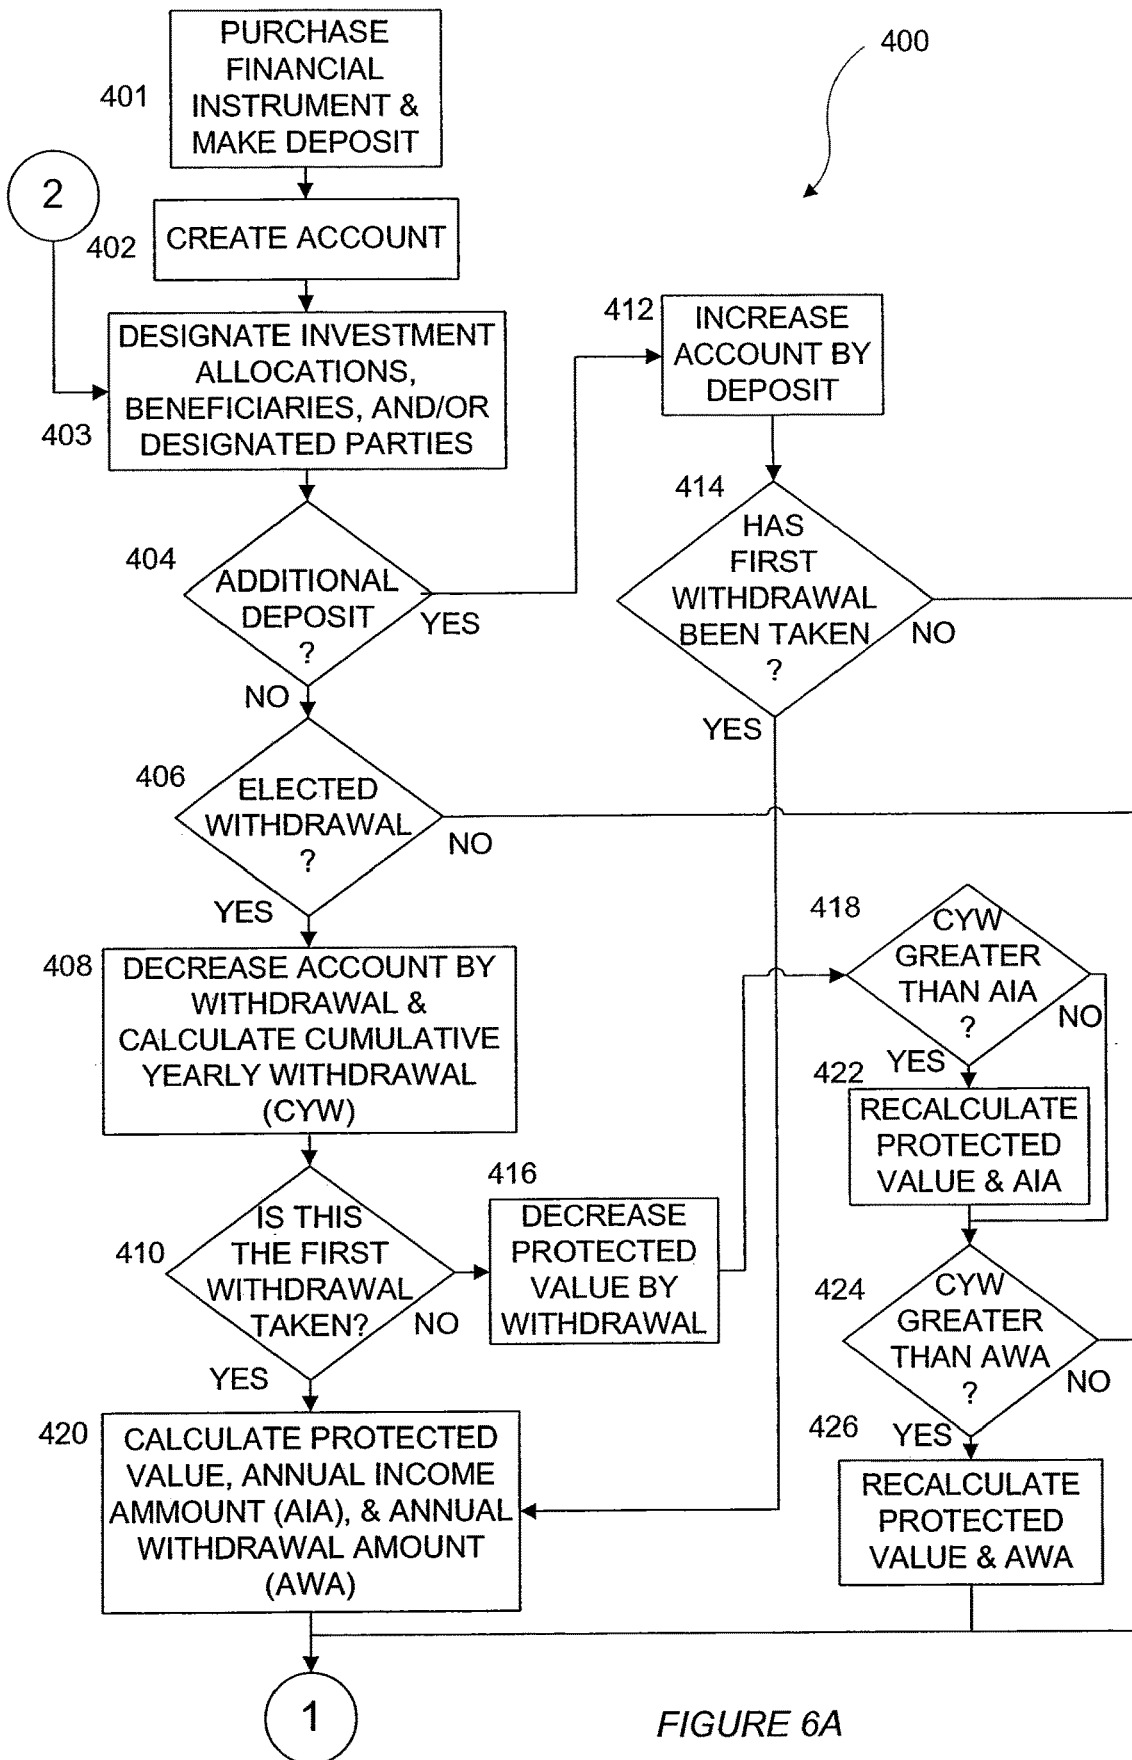 PURCHASE
FINANCIAL
INSTRUMENT &
MAKE DEPOSIT
401
400
2
CREATE ACCOUNT
402
DESIGNATE INVESTMENT
ALLOCATIONS,
BENEFICIARIES, AND/OR
DESIGNATED PARTIES
403
412
INCREASE
ACCOUNT BY
DEPOSIT
404
ADDITIONAL
DEPOSIT
?
YES
NO
414
HAS
FIRST
WITHDRAWAL
BEEN TAKEN
?
NO
YES
406
ELECTED
WITHDRAWAL
?
NO
YES
408
DECREASE ACCOUNT BY
WITHDRAWAL &
CALCULATE CUMULATIVE
YEARLY WITHDRAWAL
(CYW)
418
CYW
GREATER
THAN AIA
?
NO
YES
422
RECALCULATE
PROTECTED
VALUE & AIA
410
IS THIS
THE FIRST
WITHDRAWAL
TAKEN?
NO
YES
416
DECREASE
PROTECTED
VALUE BY
WITHDRAWAL
424
CYW
GREATER
THAN AWA
?
NO
YES
420
CALCULATE PROTECTED
VALUE, ANNUAL INCOME
AMMOUNT (AIA), & ANNUAL
WITHDRAWAL AMOUNT
(AWA)
426
RECALCULATE
PROTECTED
VALUE & AWA
1
FIGURE 6A